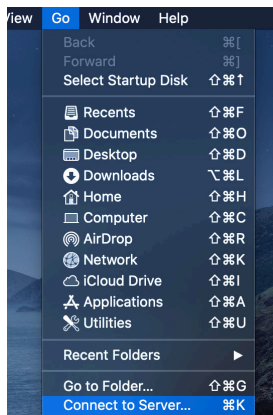 View Go Window Help
Back ⌘[
Forward ⌘]
Select Startup Disk ⇧⌘↑
Recents ⇧⌘F
Documents ⇧⌘O
Desktop ⇧⌘D
Downloads ⌥⌘L
Home ⇧⌘H
Computer ⇧⌘C
AirDrop ⇧⌘R
Network ⇧⌘K
iCloud Drive ⇧⌘I
Applications ⇧⌘A
Utilities ⇧⌘U
Recent Folders ▶
Go to Folder... ⇧⌘G
Connect to Server... ⌘K